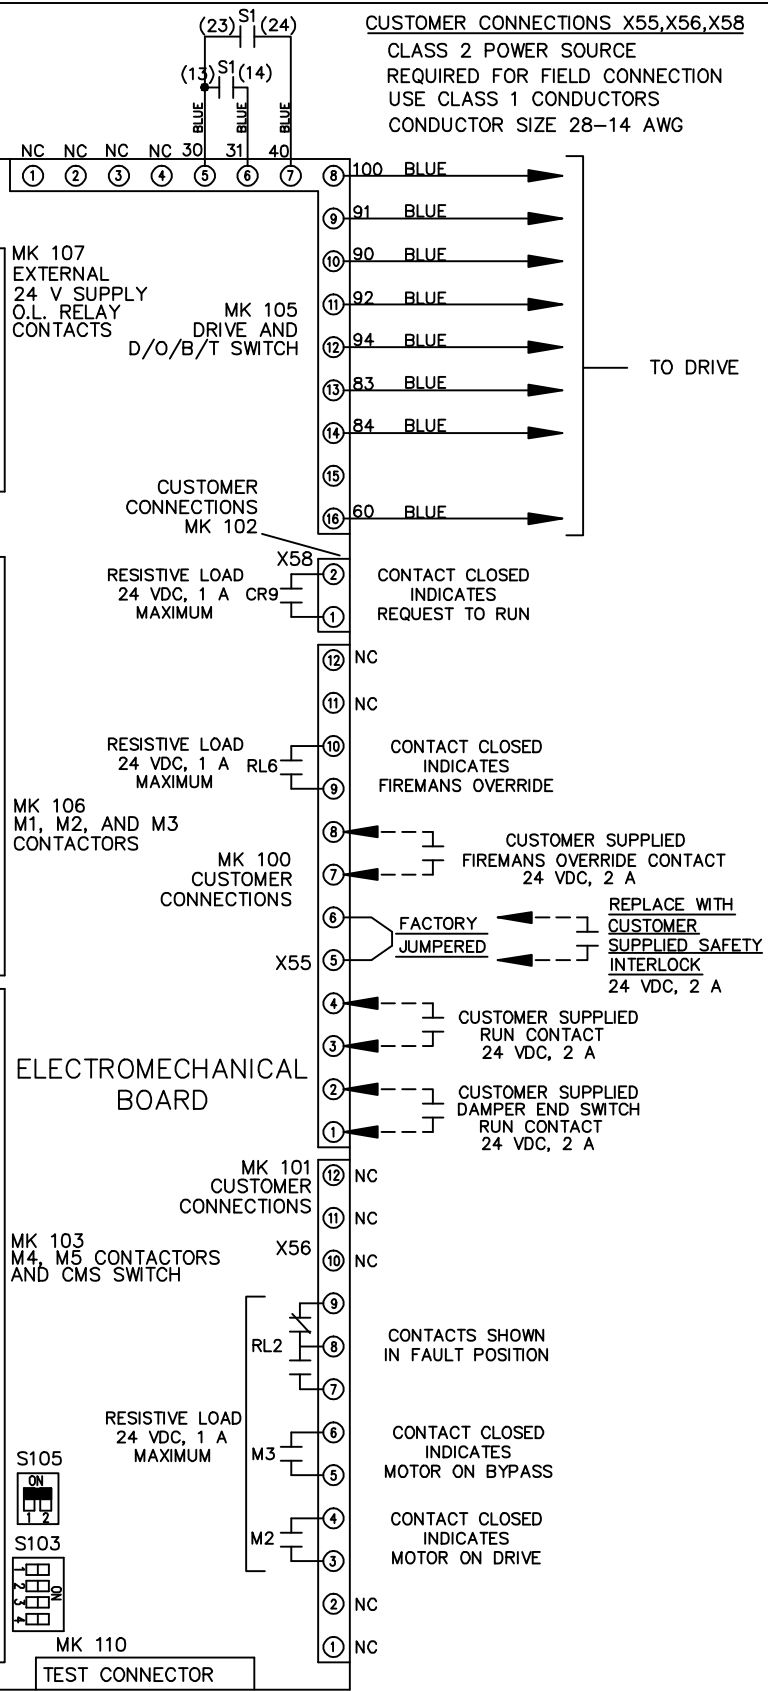 CUSTOMER CONNECTIONS X55,X56,X58
CLASS 2 POWER SOURCE
REQUIRED FOR FIELD CONNECTION
USE CLASS 1 CONDUCTORS
CONDUCTOR SIZE 28-14 AWG
(23) S1 (24)
(13) S1 (14)
BLUE BLUE BLUE
NC NC NC NC 30 31 40
1 2 3 4 5 6 7
8 100 BLUE
9 91 BLUE
10 90 BLUE
11 92 BLUE
12 94 BLUE
13 83 BLUE
14 84 BLUE
15
16 60 BLUE
TO DRIVE
MK 107
EXTERNAL
24 V SUPPLY
O.L. RELAY
CONTACTS
MK 105
DRIVE AND
D/O/B/T SWITCH
CUSTOMER
CONNECTIONS
MK 102
X58
RESISTIVE LOAD
24 VDC, 1 A
MAXIMUM
CR9
2
1
CONTACT CLOSED
INDICATES
REQUEST TO RUN
12 NC
11 NC
RESISTIVE LOAD
24 VDC, 1 A
MAXIMUM
RL6
10
9
CONTACT CLOSED
INDICATES
FIREMANS OVERRIDE
MK 106
M1, M2, AND M3
CONTACTORS
MK 100
CUSTOMER
CONNECTIONS
X55
8
7
CUSTOMER SUPPLIED
FIREMANS OVERRIDE CONTACT
24 VDC, 2 A
6
5
FACTORY
JUMPERED
REPLACE WITH
CUSTOMER
SUPPLIED SAFETY
INTERLOCK
24 VDC, 2 A
4
3
CUSTOMER SUPPLIED
RUN CONTACT
24 VDC, 2 A
2
1
CUSTOMER SUPPLIED
DAMPER END SWITCH
RUN CONTACT
24 VDC, 2 A
ELECTROMECHANICAL
BOARD
MK 101
CUSTOMER
CONNECTIONS
X56
12 NC
11 NC
10 NC
MK 103
M4, M5 CONTACTORS
AND CMS SWITCH
9
RL2 8
7
CONTACTS SHOWN
IN FAULT POSITION
RESISTIVE LOAD
24 VDC, 1 A
MAXIMUM
6
M3
5
CONTACT CLOSED
INDICATES
MOTOR ON BYPASS
4
M2
3
CONTACT CLOSED
INDICATES
MOTOR ON DRIVE
2 NC
1 NC
S105
ON
1 2
S103
1
2
3
4
ON
MK 110
TEST CONNECTOR